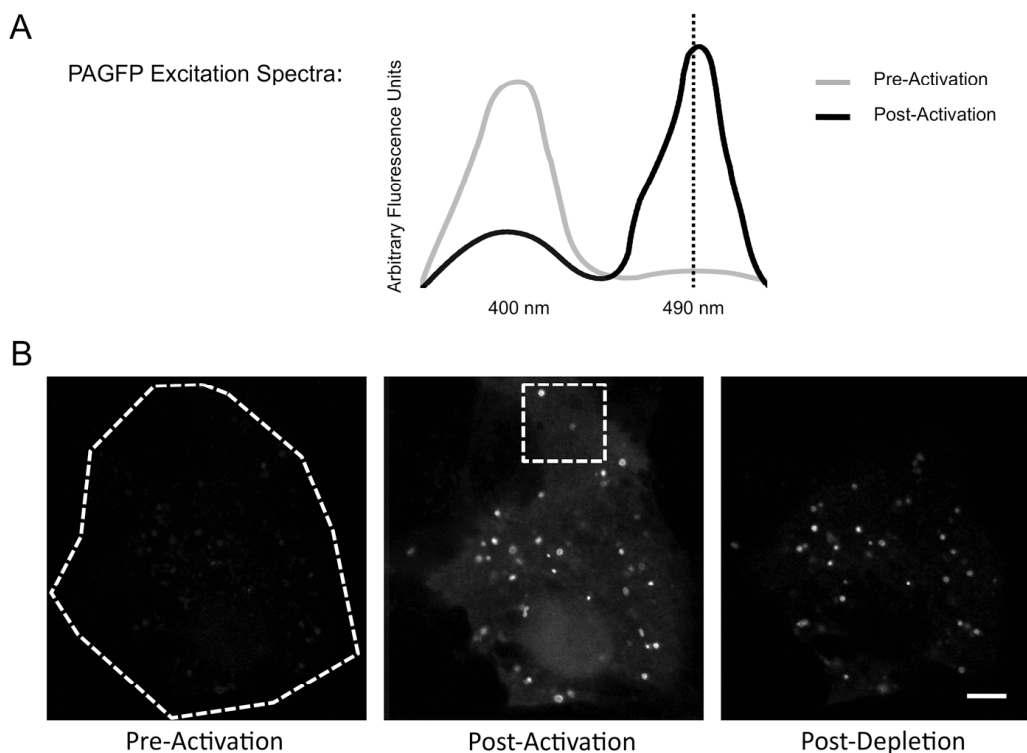 A
PAGFP Excitation Spectra:
Arbitrary Fluorescence Units
Pre-Activation
Post-Activation
400 nm
490 nm
B
Pre-Activation
Post-Activation
Post-Depletion